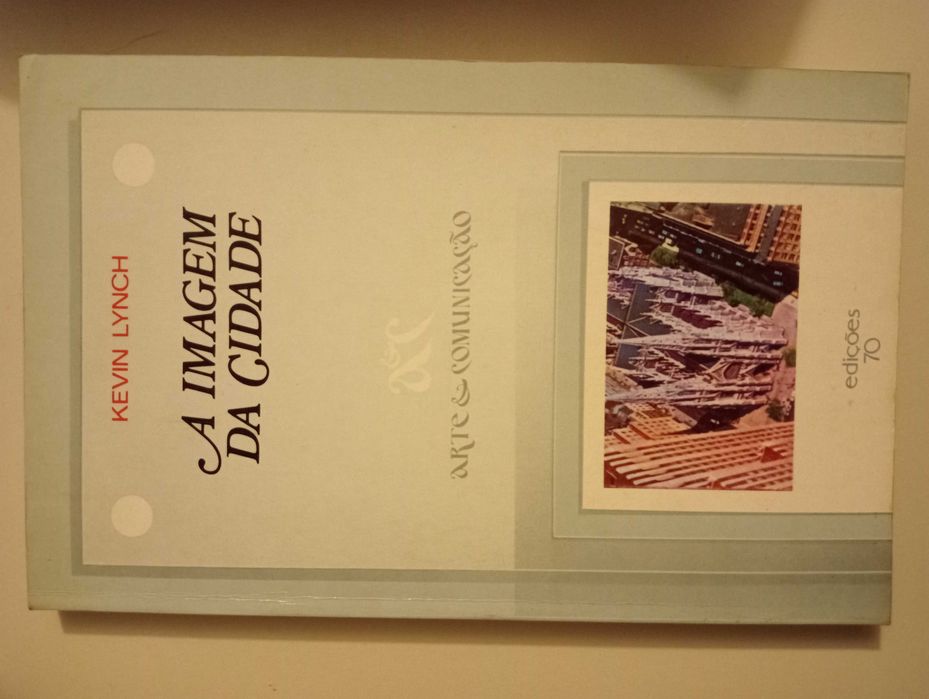 KEVIN LYNCH
A IMAGEM
DA CIDADE
a&c
ARTE & COMUNICAÇÃO
edições
70